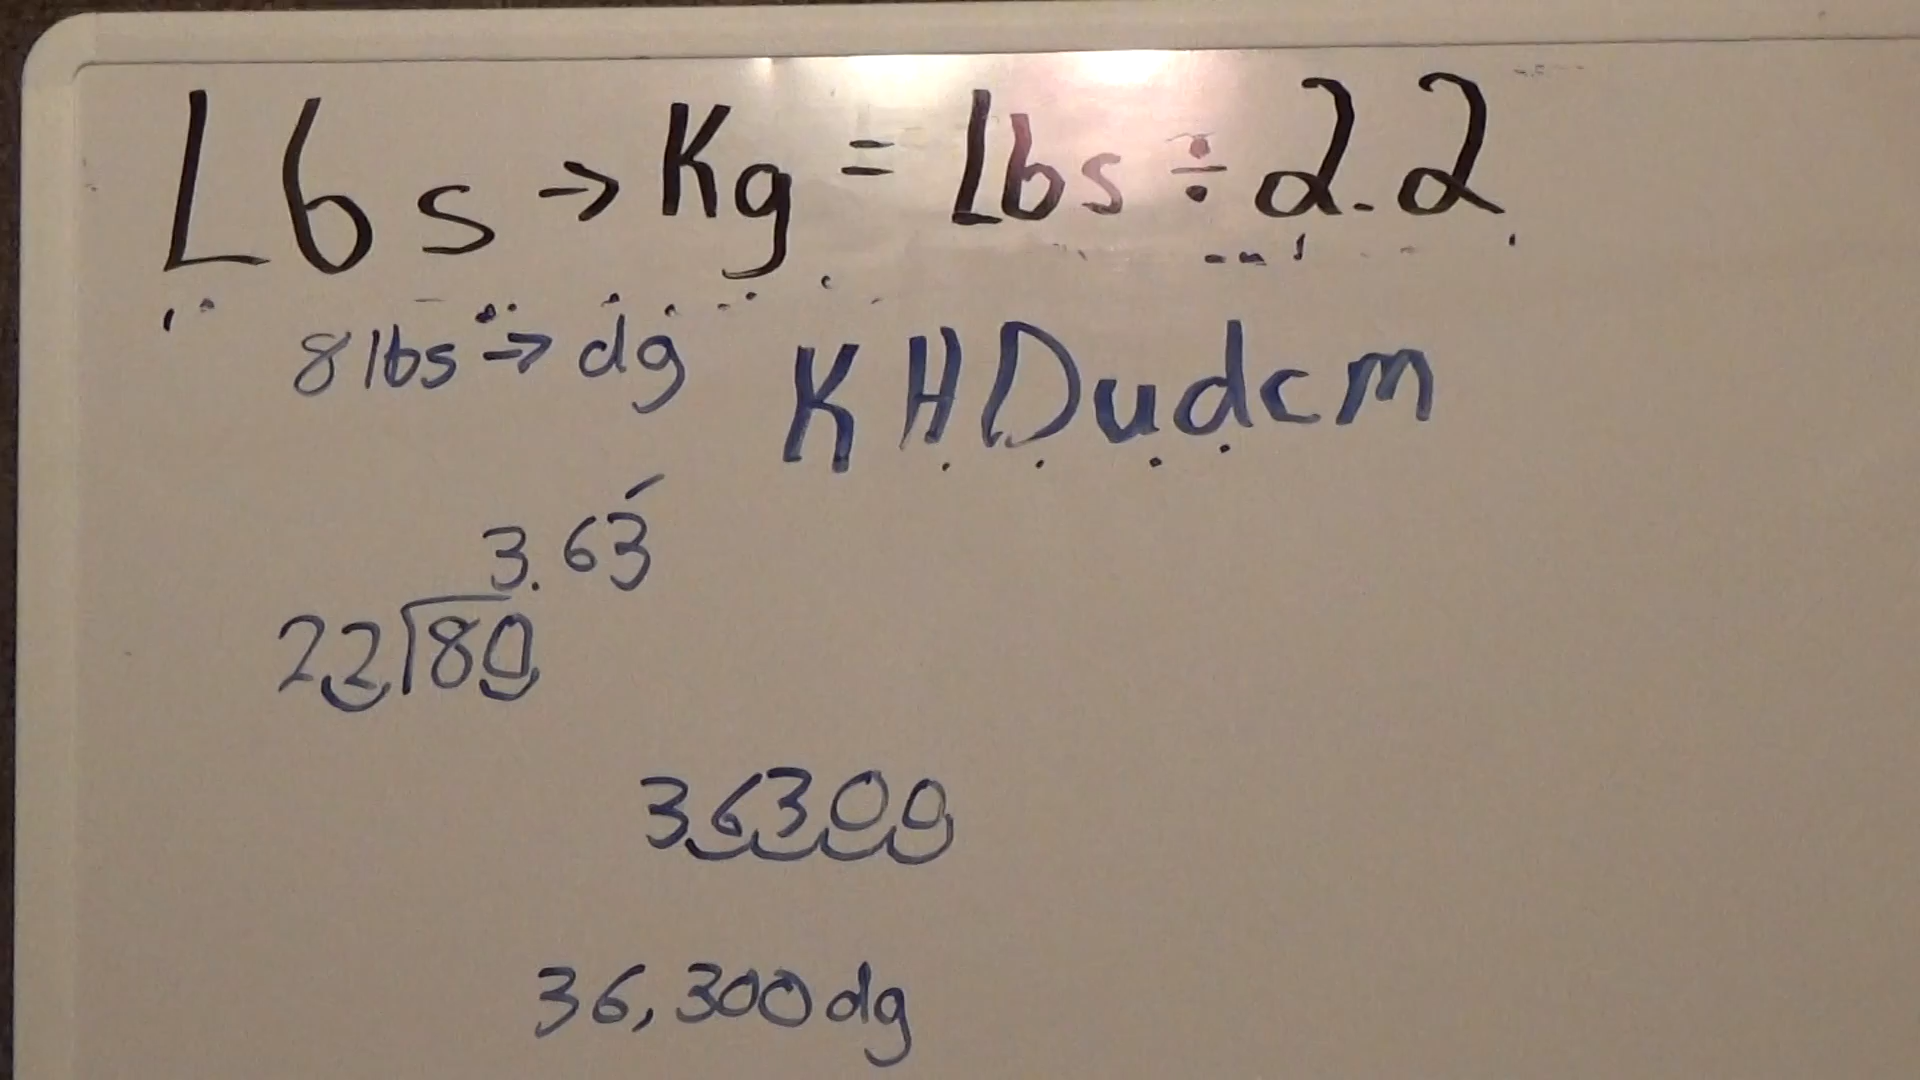 Lbs → Kg = Lbs ÷ 2.2
8 lbs → dg
KHDudcm
3.63
22⟌80
36300
36,300 dg